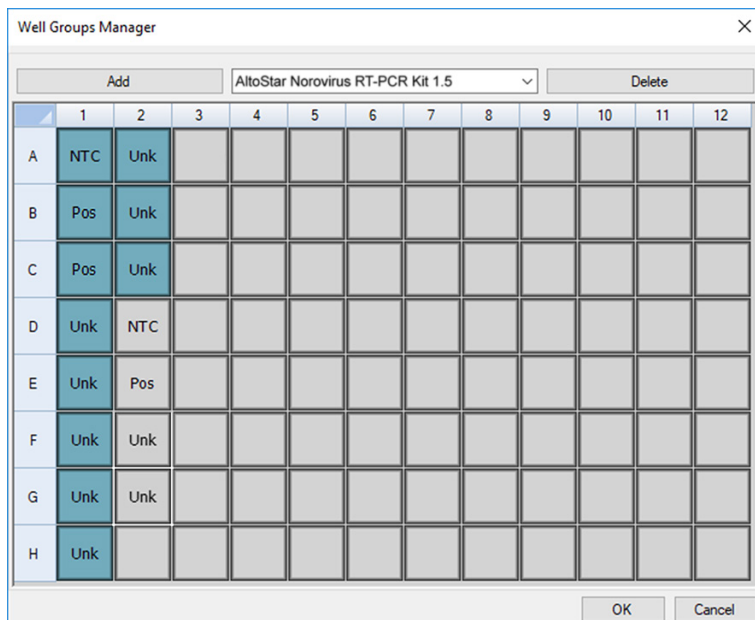 Well Groups Manager
Add AltoStar Norovirus RT-PCR Kit 1.5 Delete
1 2 3 4 5 6 7 8 9 10 11 12
A NTC Unk
B Pos Unk
C Pos Unk
D Unk NTC
E Unk Pos
F Unk Unk
G Unk Unk
H Unk
OK Cancel